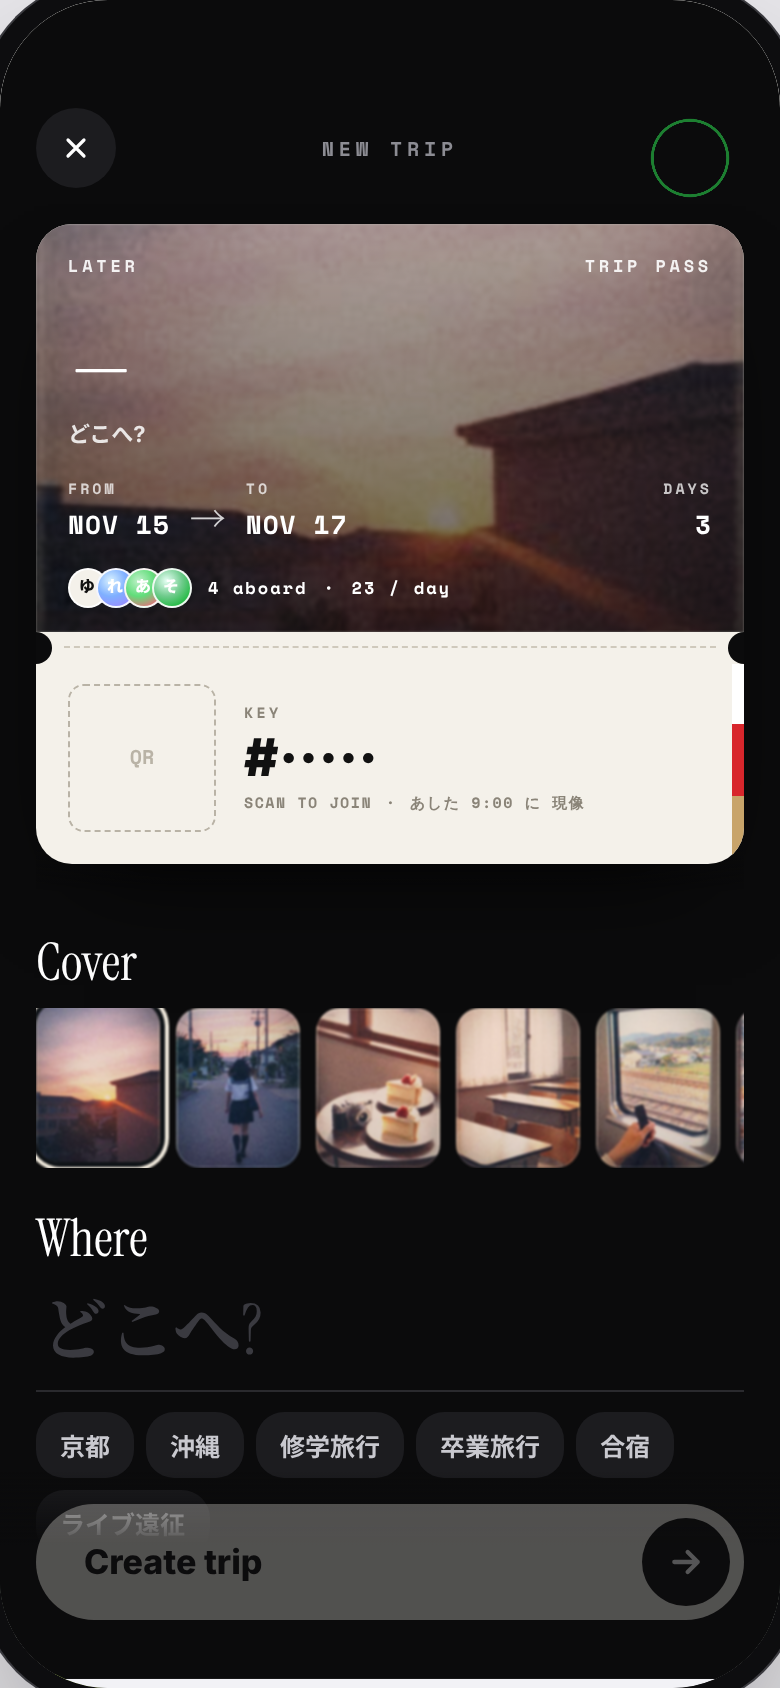 NEW TRIP
LATER
TRIP PASS
—
どこへ?
FROM
TO
DAYS
NOV 15 → NOV 17
3
ゆ れ あ そ 4 aboard · 23 / day
QR
KEY
#•••••
SCAN TO JOIN · あした 9:00 に 現像
Cover
Where
どこへ?
京都 沖縄 修学旅行 卒業旅行 合宿
ライブ遠征
Create trip